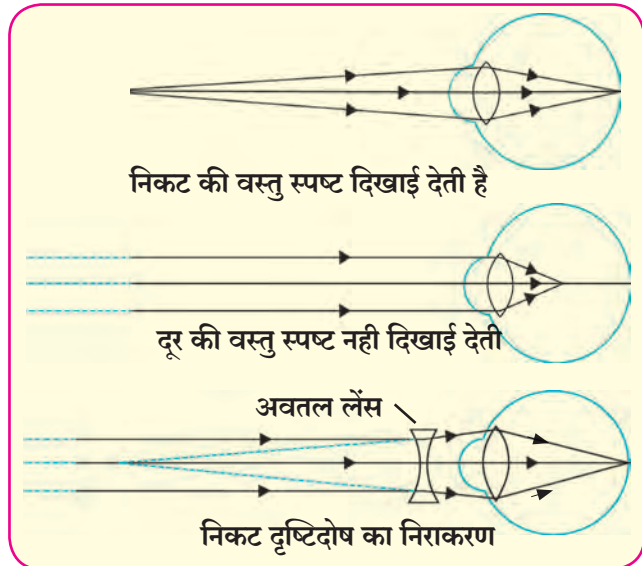 निकट की वस्तु स्पष्ट दिखाई देती है
दूर की वस्तु स्पष्ट नही दिखाई देती
अवतल लेंस
निकट दृष्टिदोष का निराकरण